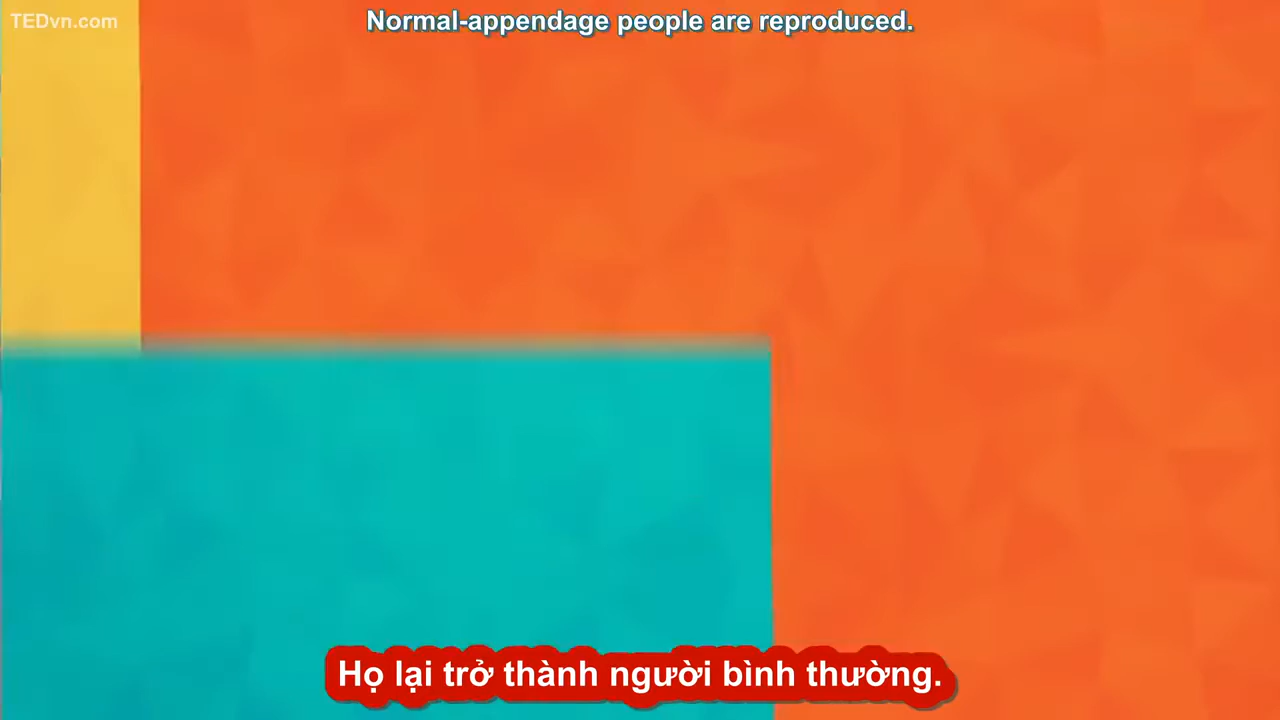 TEDvn.com
Normal-appendage people are reproduced.
Họ lại trở thành người bình thường.